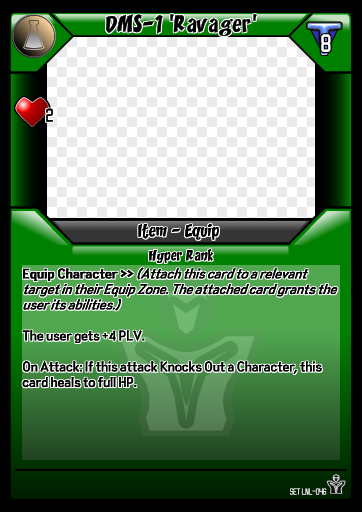 DMS-1 'Ravager'
8
2
Item - Equip
Hyper Rank
Equip Character >> (Attach this card to a relevant
target in their Equip Zone. The attached card grants the
user its abilities.)
The user gets +4 PLV.
On Attack: If this attack Knocks Out a Character, this
card heals to full HP.
SET LNL-046